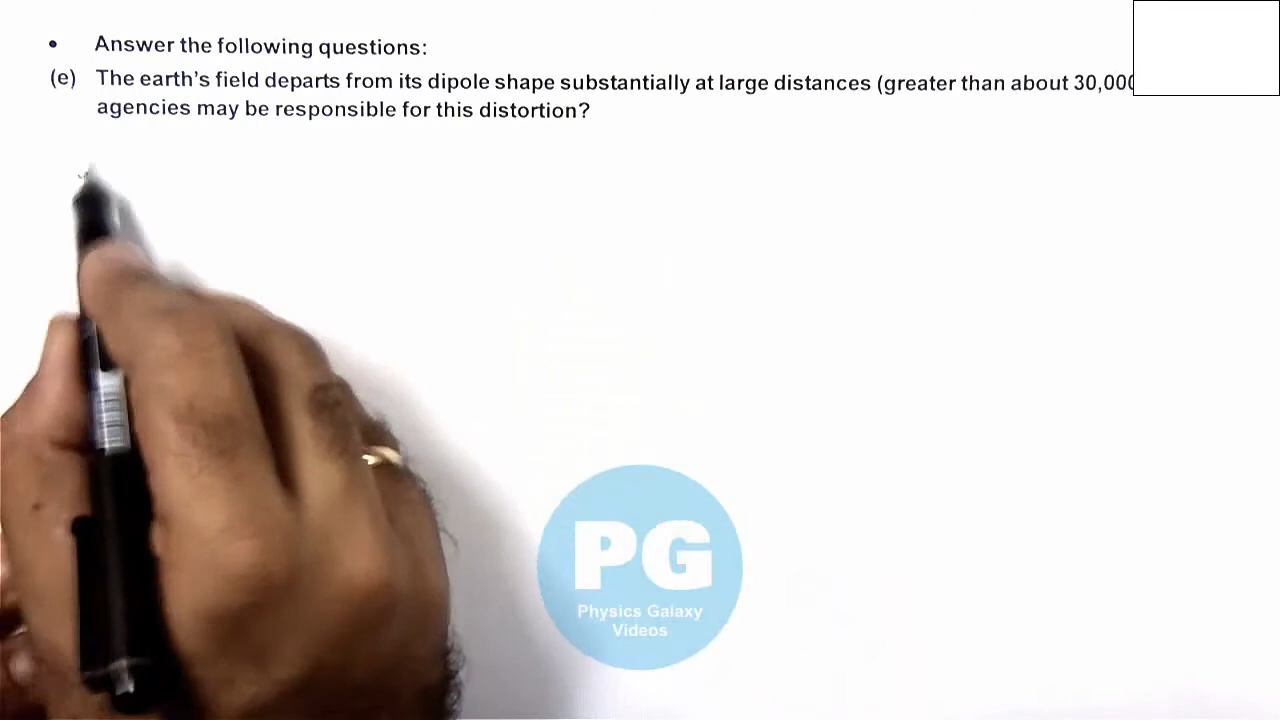 • Answer the following questions:
(e) The earth's field departs from its dipole shape substantially at large distances (greater than about 30,000
agencies may be responsible for this distortion?
PG
Physics Galaxy
Videos